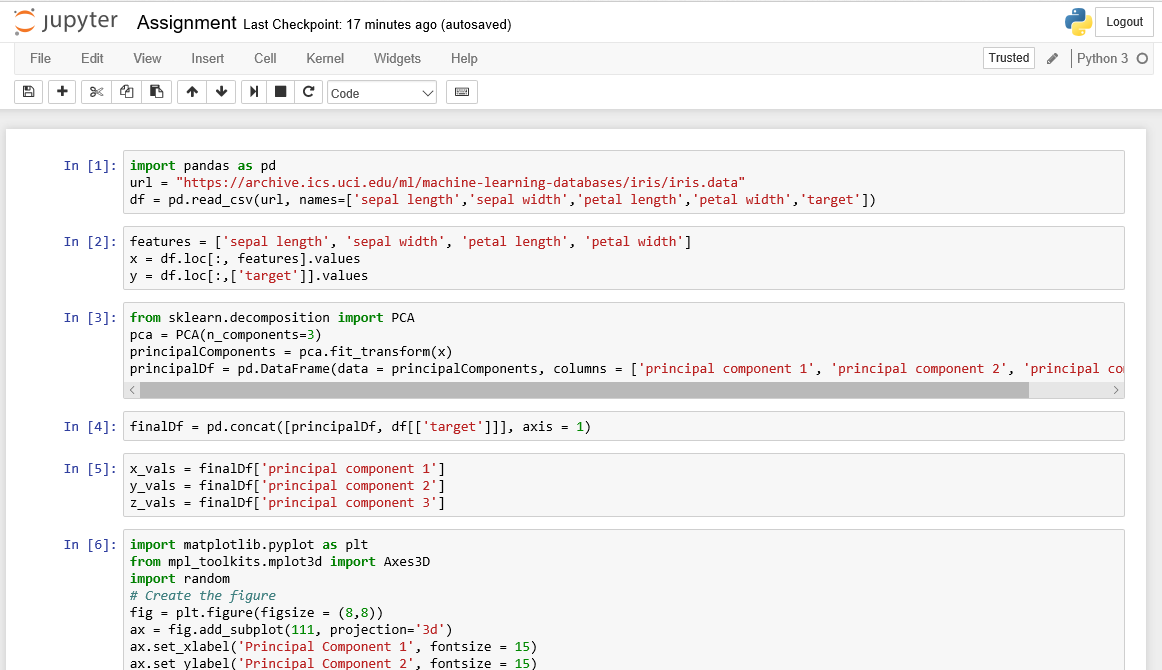 jupyter Assignment Last Checkpoint: 17 minutes ago (autosaved) Logout
File Edit View Insert Cell Kernel Widgets Help Trusted Python 3
Code
In [1]: import pandas as pd
url = "https://archive.ics.uci.edu/ml/machine-learning-databases/iris/iris.data"
df = pd.read_csv(url, names=['sepal length','sepal width','petal length','petal width','target'])
In [2]: features = ['sepal length', 'sepal width', 'petal length', 'petal width']
x = df.loc[:, features].values
y = df.loc[:,['target']].values
In [3]: from sklearn.decomposition import PCA
pca = PCA(n_components=3)
principalComponents = pca.fit_transform(x)
principalDf = pd.DataFrame(data = principalComponents, columns = ['principal component 1', 'principal component 2', 'principal
In [4]: finalDf = pd.concat([principalDf, df[['target']]], axis = 1)
In [5]: x_vals = finalDf['principal component 1']
y_vals = finalDf['principal component 2']
z_vals = finalDf['principal component 3']
In [6]: import matplotlib.pyplot as plt
from mpl_toolkits.mplot3d import Axes3D
import random
# Create the figure
fig = plt.figure(figsize = (8,8))
ax = fig.add_subplot(111, projection='3d')
ax.set_xlabel('Principal Component 1', fontsize = 15)
ax.set_ylabel('Principal Component 2', fontsize = 15)